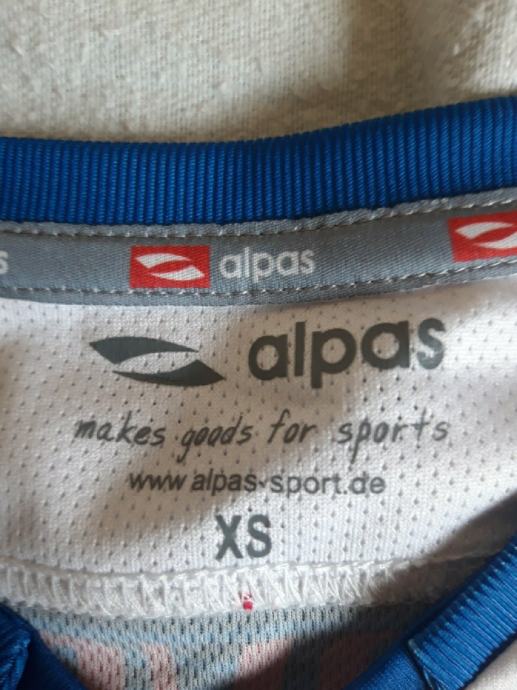 s alpas
alpas
makes goods for sports
www.alpas-sport.de
XS